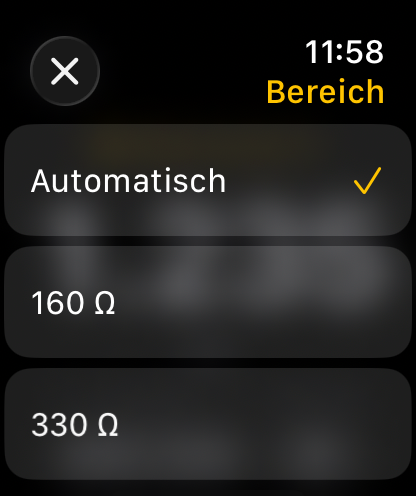 11:58
Bereich
Automatisch
160 Ω
330 Ω